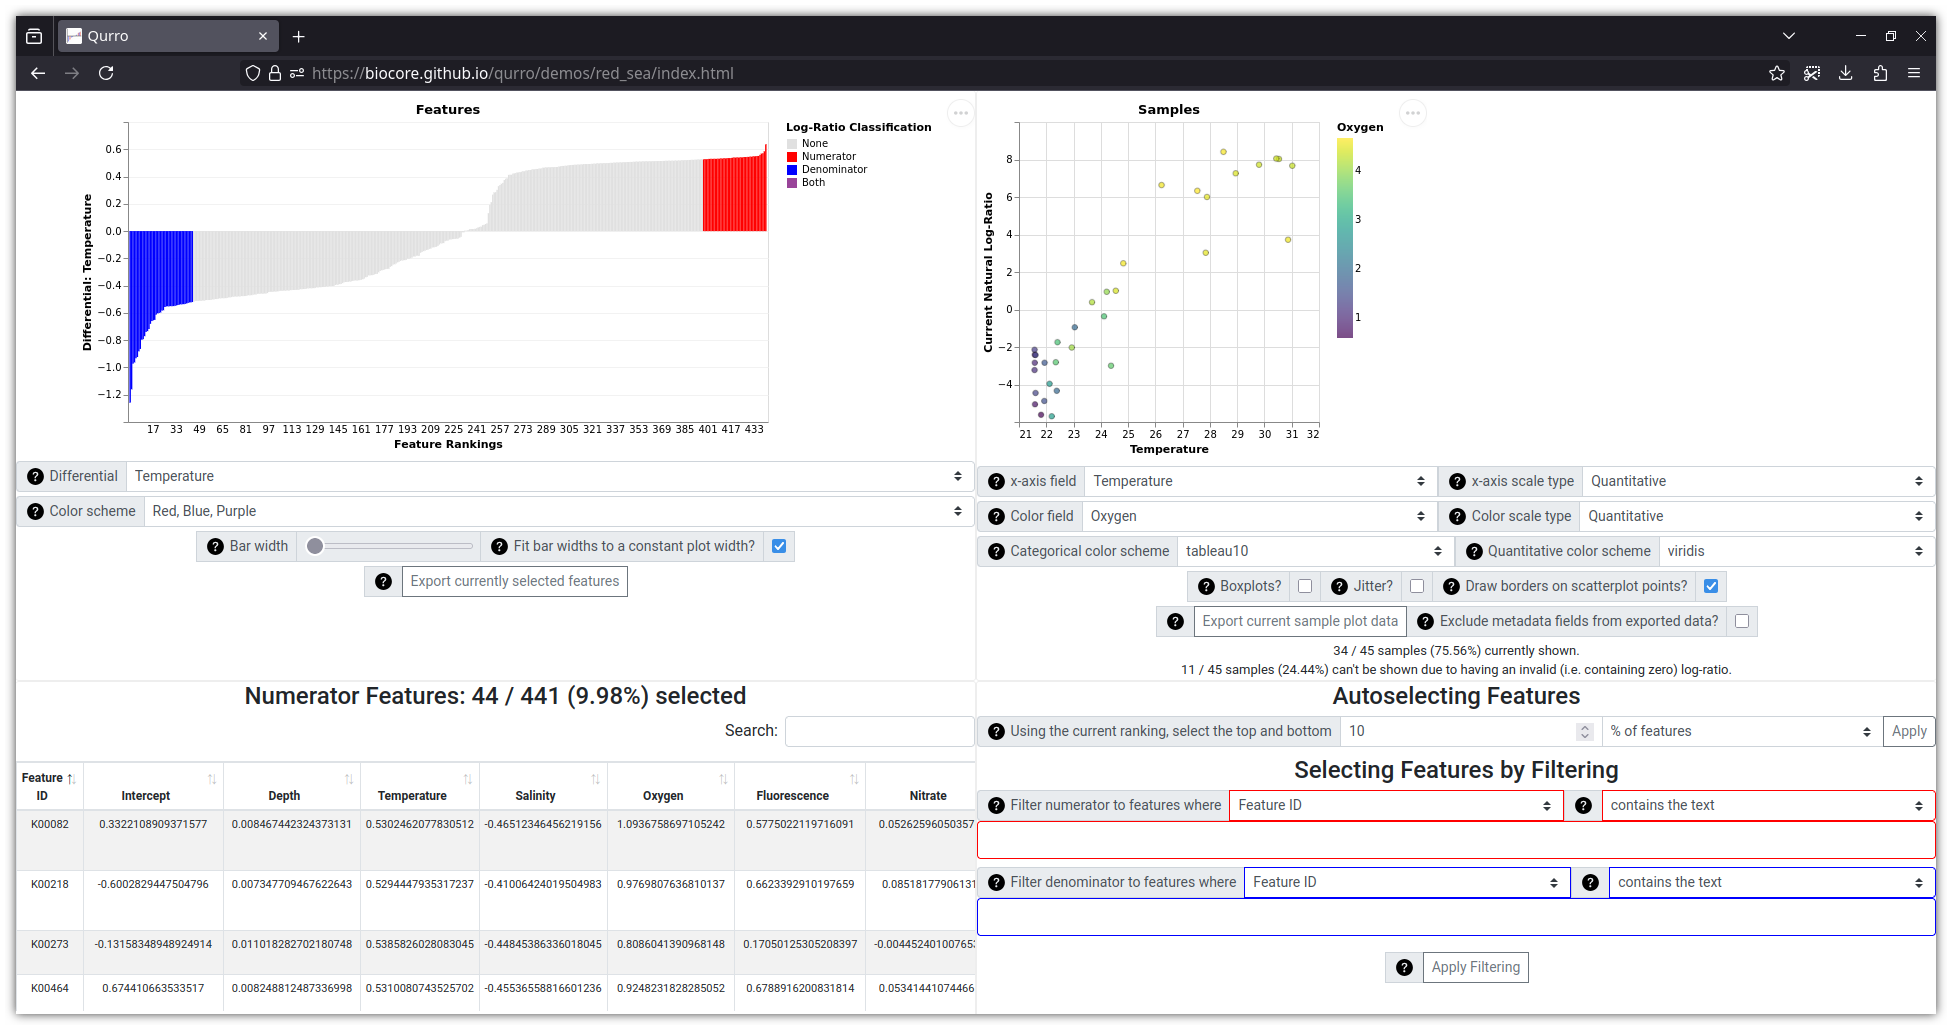 Qurro
https://biocore.github.io/qurro/demos/red_sea/index.html
Features
Differential: Temperature
0.6
0.4
0.2
0.0
−0.2
−0.4
−0.6
−0.8
−1.0
−1.2
17 33 49 65 81 97 113 129 145 161 177 193 209 225 241 257 273 289 305 321 337 353 369 385 401 417 433
Feature Rankings
Log-Ratio Classification
None
Numerator
Denominator
Both
Differential Temperature
Color scheme Red, Blue, Purple
Bar width Fit bar widths to a constant plot width?
Export currently selected features
Samples
Current Natural Log-Ratio
8
6
4
2
0
−2
−4
21 22 23 24 25 26 27 28 29 30 31 32
Temperature
Oxygen
4
3
2
1
x-axis field Temperature x-axis scale type Quantitative
Color field Oxygen Color scale type Quantitative
Categorical color scheme tableau10 Quantitative color scheme viridis
Boxplots? Jitter? Draw borders on scatterplot points?
Export current sample plot data Exclude metadata fields from exported data?
34 / 45 samples (75.56%) currently shown.
11 / 45 samples (24.44%) can't be shown due to having an invalid (i.e. containing zero) log-ratio.
Numerator Features: 44 / 441 (9.98%) selected
Search:
Feature ID Intercept Depth Temperature Salinity Oxygen Fluorescence Nitrate
K00082 0.3322108909371577 0.008467442324373131 0.5302462077830512 -0.46512346456219156 1.0936758697105242 0.5775022119716091 0.05262596050357
K00218 -0.6002829447504796 0.007347709467622643 0.5294447935317237 -0.41006424019504983 0.9769807636810137 0.6623392910197659 0.08518177906131
K00273 -0.13158348948924914 0.011018282702180748 0.5385826028083045 -0.44845386336018045 0.8086041390968148 0.17050125305208397 -0.00445240100765
K00464 0.674410663533517 0.008248812487336998 0.5310080743525702 -0.45536558816601236 0.9248231828285052 0.6788916200831814 0.05341441074466
Autoselecting Features
Using the current ranking, select the top and bottom 10 % of features Apply
Selecting Features by Filtering
Filter numerator to features where Feature ID contains the text
Filter denominator to features where Feature ID contains the text
Apply Filtering